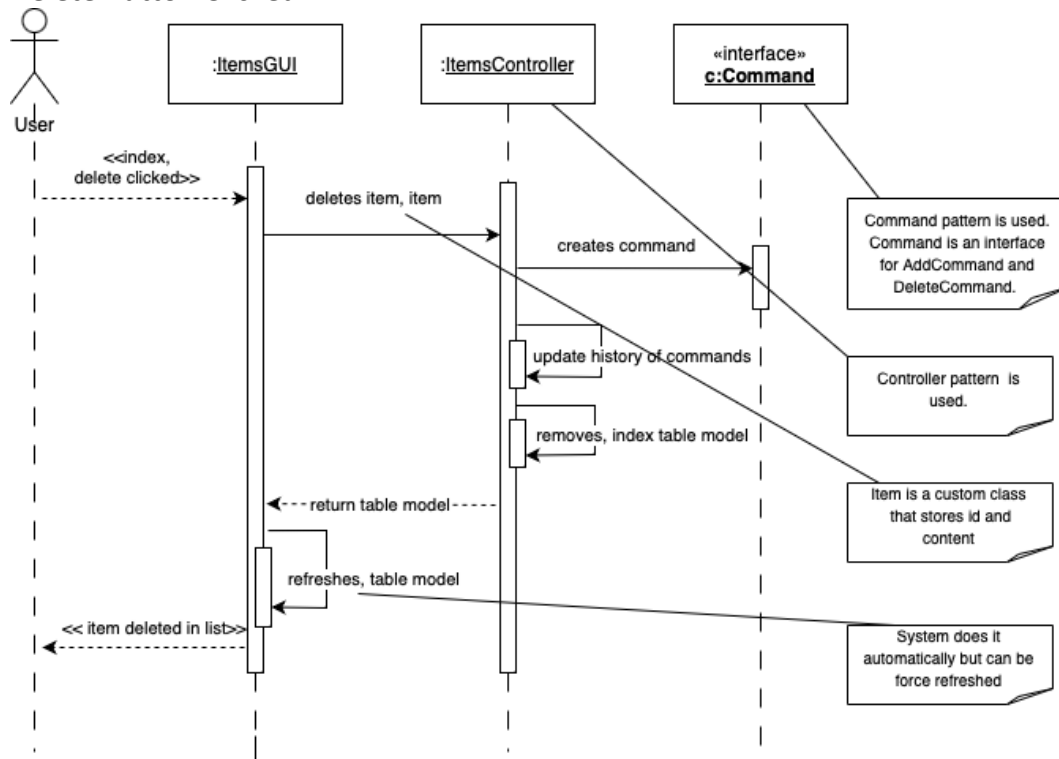 :ItemsGUI
:ItemsController
«interface»
c:Command
User
<<index,
delete clicked>>
deletes item, item
creates command
Command pattern is used.
Command is an interface
for AddCommand and
DeleteCommand.
update history of commands
Controller pattern is
used.
removes, index table model
return table model
Item is a custom class
that stores id and
content
refreshes, table model
<< item deleted in list>>
System does it
automatically but can be
force refreshed